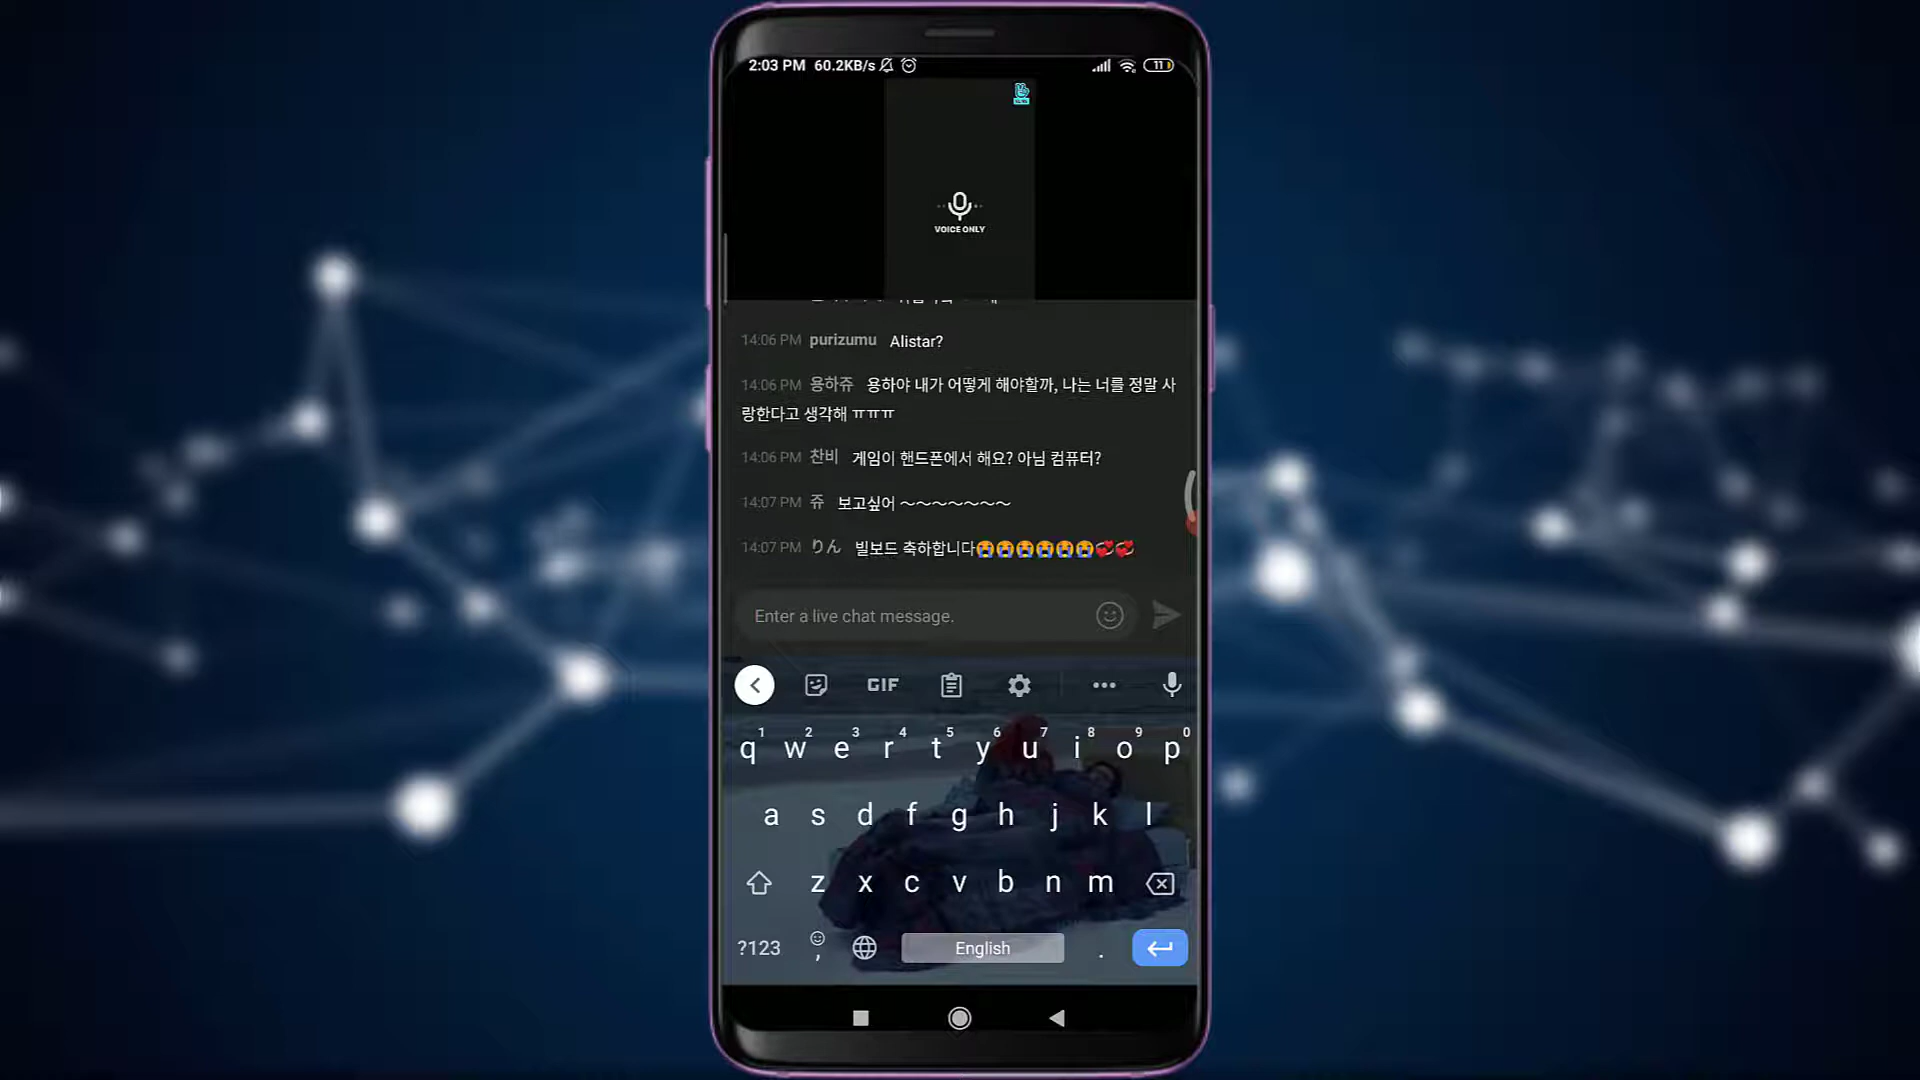 2:03 PM 60.2KB/s
11
VOICE ONLY
14:06 PM purizumu Alistar?
14:06 PM 용하쥬 용하야 내가 어떻게 해야할까, 나는 너를 정말 사
랑한다고 생각해 ㅠㅠㅠ
14:06 PM 찬비 게임이 핸드폰에서 해요? 아님 컴퓨터?
14:07 PM 쥬 보고싶어 ～～～～～～～
14:07 PM りん 빌보드 축하합니다😭😭😭😭😭😭💞💞
Enter a live chat message.
GIF
1 2 3 4 5 6 7 8 9 0
q w e r t y u i o p
a s d f g h j k l
z x c v b n m
?123 , English .